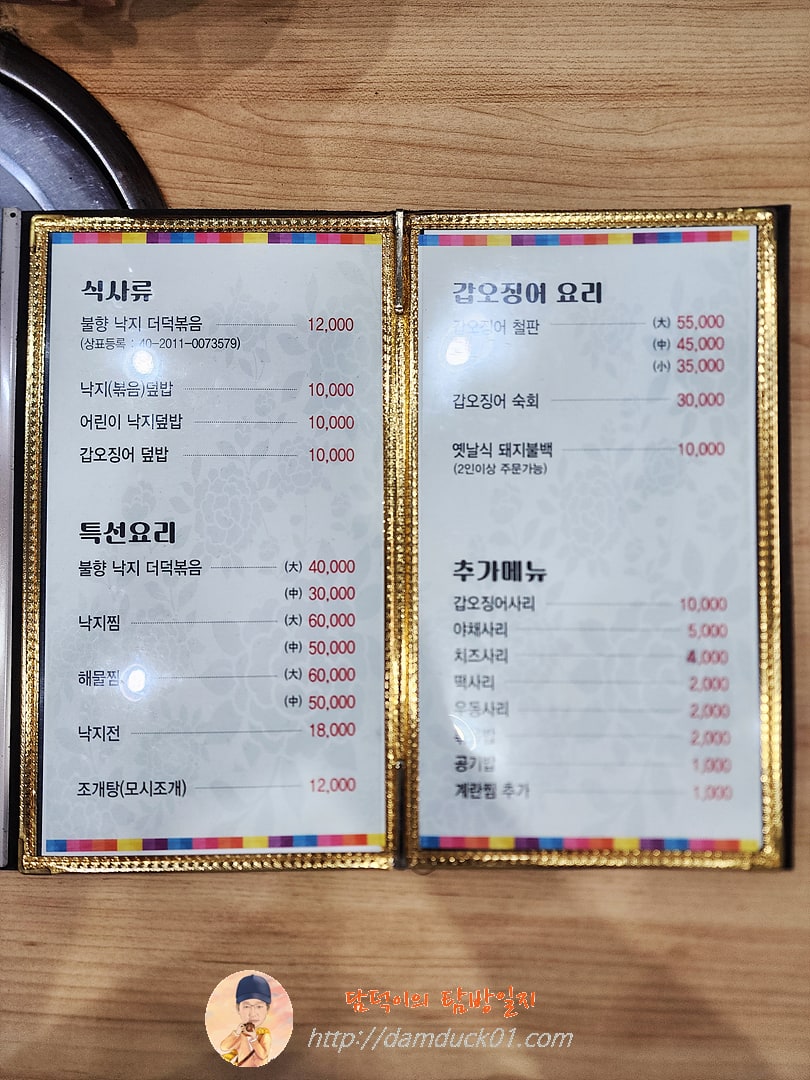 식사류
불향 낙지 더덕볶음 12,000
(상표등록 : 40-2011-0073579)
낙지(볶음)덮밥 10,000
어린이 낙지덮밥 10,000
갑오징어 덮밥 10,000
특선요리
불향 낙지 더덕볶음 (大) 40,000
(中) 30,000
낙지찜 (大) 60,000
(中) 50,000
해물찜 (大) 60,000
(中) 50,000
낙지전 18,000
조개탕(모시조개) 12,000
갑오징어 요리
갑오징어 철판 (大) 55,000
(中) 45,000
(小) 35,000
갑오징어 숙회 30,000
옛날식 돼지불백 10,000
(2인이상 주문가능)
추가메뉴
갑오징어사리 10,000
야채사리 5,000
치즈사리 4,000
떡사리 2,000
우동사리 2,000
2,000
공기밥 1,000
계란찜 추가 1,000
담덕이의 탐방일지
http://damduck01.com